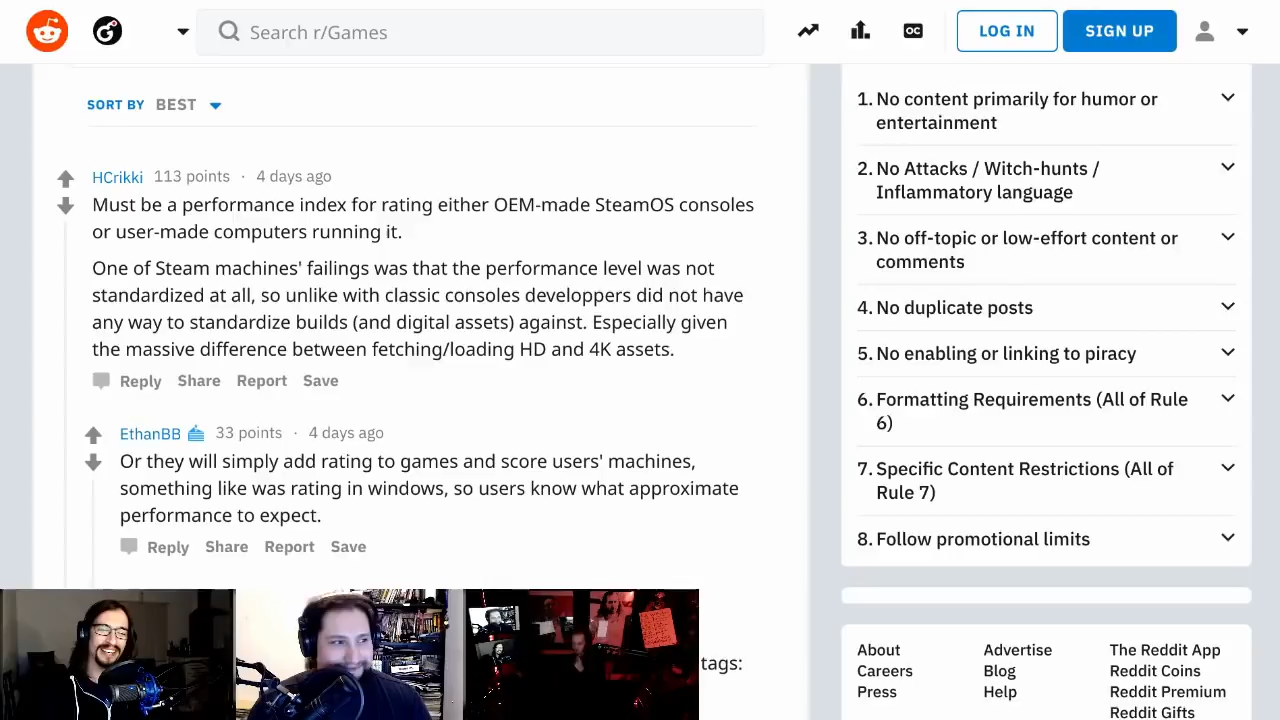 Search r/Games
OC
LOG IN
SIGN UP
SORT BY BEST
HCrikki 113 points · 4 days ago
Must be a performance index for rating either OEM-made SteamOS consoles
or user-made computers running it.
One of Steam machines' failings was that the performance level was not
standardized at all, so unlike with classic consoles developpers did not have
any way to standardize builds (and digital assets) against. Especially given
the massive difference between fetching/loading HD and 4K assets.
Reply Share Report Save
EthanBB 33 points · 4 days ago
Or they will simply add rating to games and score users' machines,
something like was rating in windows, so users know what approximate
performance to expect.
Reply Share Report Save
tags:
1. No content primarily for humor or
entertainment
2. No Attacks / Witch-hunts /
Inflammatory language
3. No off-topic or low-effort content or
comments
4. No duplicate posts
5. No enabling or linking to piracy
6. Formatting Requirements (All of Rule
6)
7. Specific Content Restrictions (All of
Rule 7)
8. Follow promotional limits
About
Careers
Press
Advertise
Blog
Help
The Reddit App
Reddit Coins
Reddit Premium
Reddit Gifts